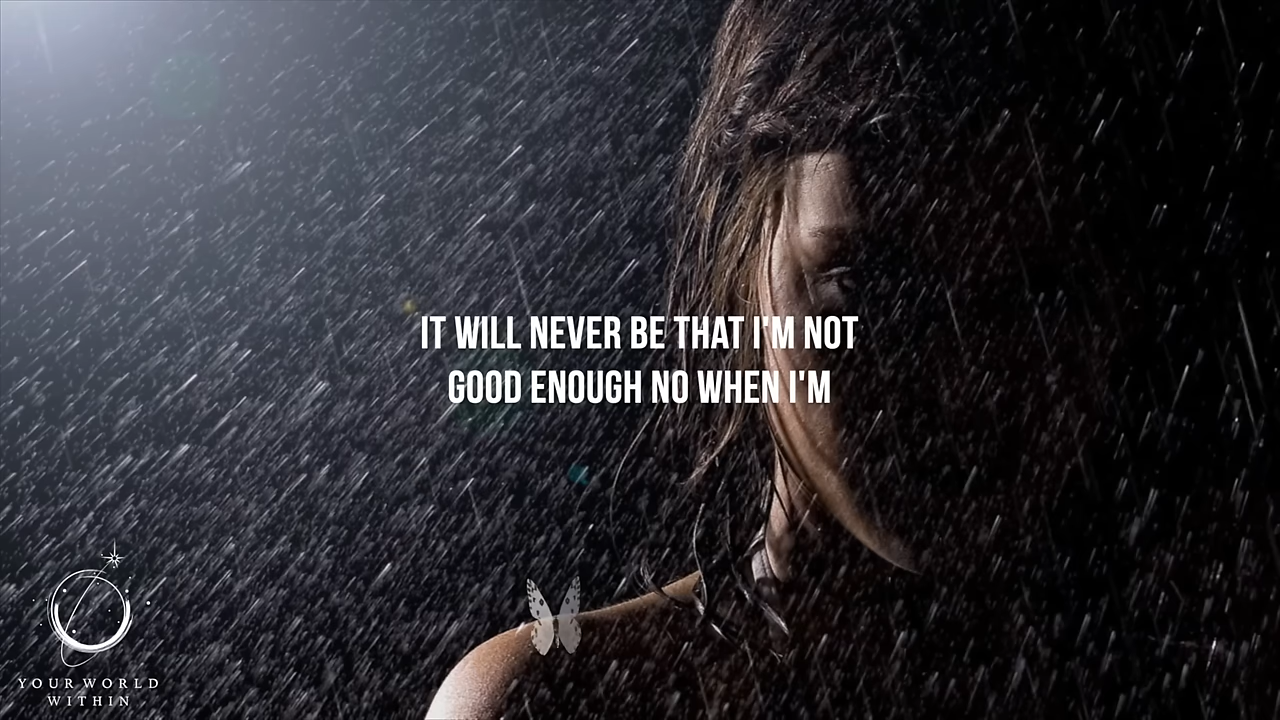 IT WILL NEVER BE THAT I'M NOT
GOOD ENOUGH NO WHEN I'M
YOUR WORLD
WITHIN